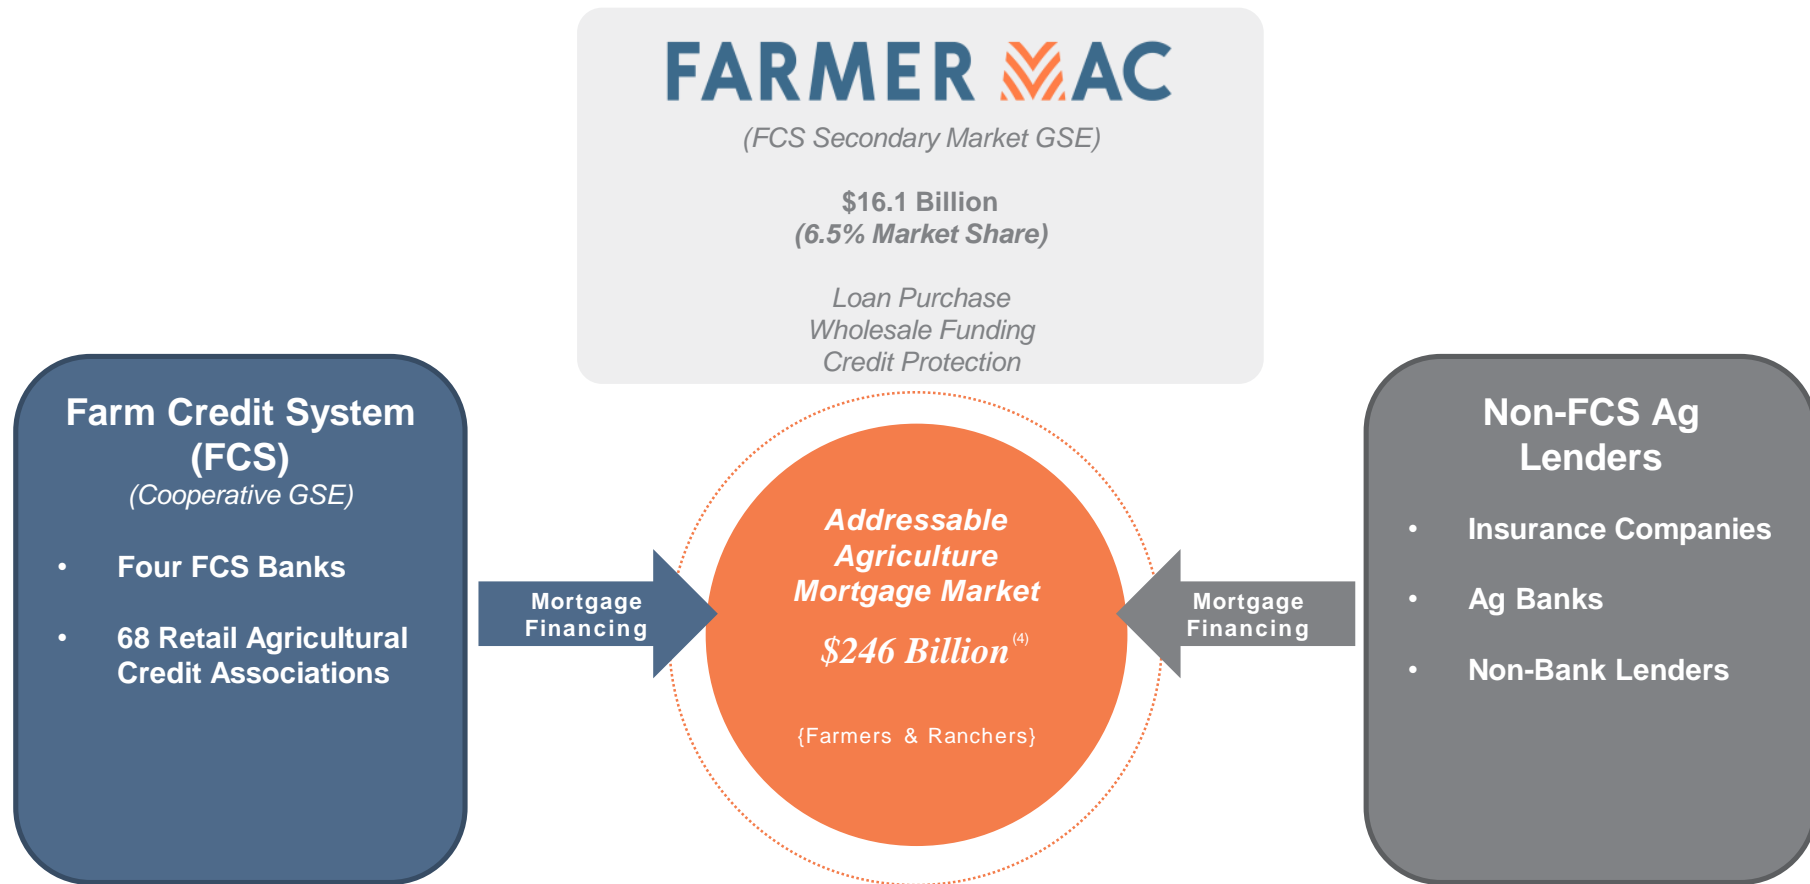 FARMER MAC
(FCS Secondary Market GSE)
$16.1 Billion
(6.5% Market Share)
Loan Purchase
Wholesale Funding
Credit Protection
Farm Credit System
(FCS)
(Cooperative GSE)
• Four FCS Banks
• 68 Retail Agricultural
Credit Associations
Mortgage
Financing
Addressable
Agriculture
Mortgage Market
$246 Billion (4)
{Farmers & Ranchers}
Mortgage
Financing
Non-FCS Ag
Lenders
• Insurance Companies
• Ag Banks
• Non-Bank Lenders